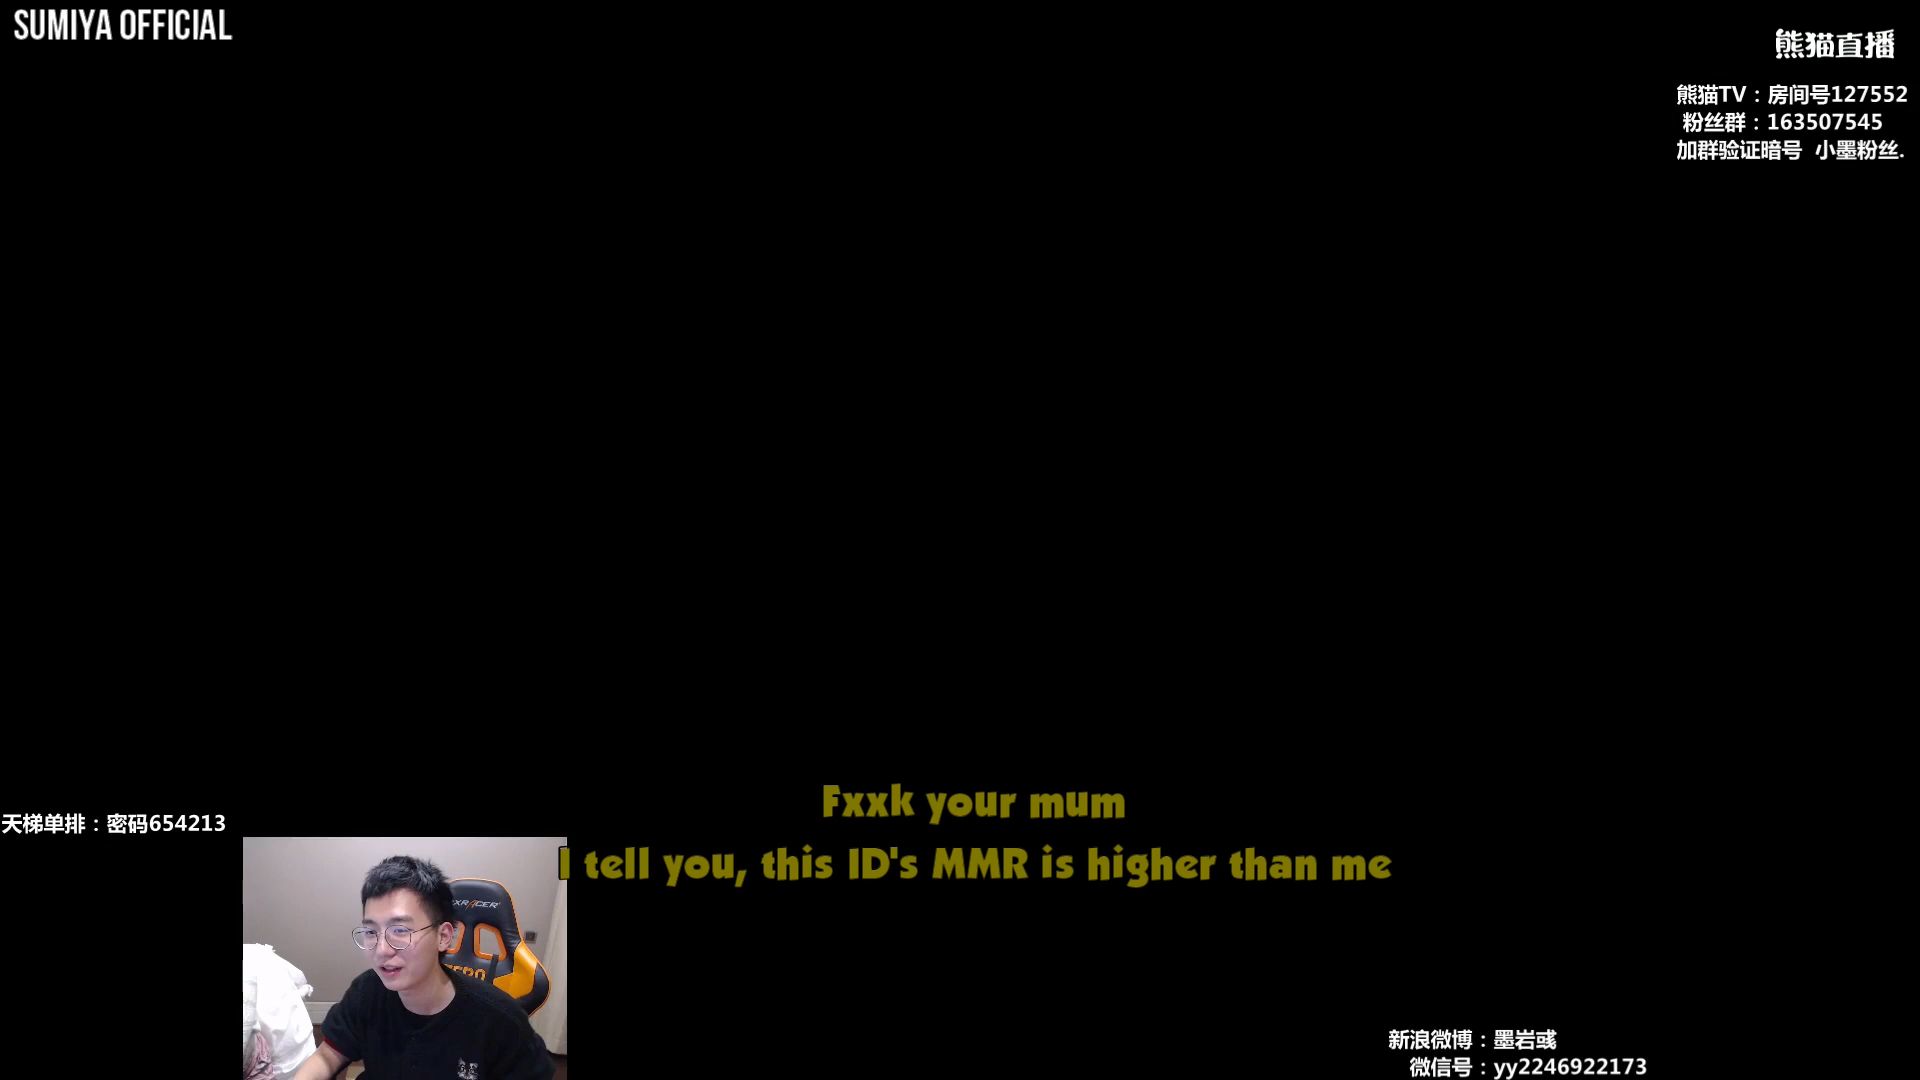 SUMIYA OFFICIAL
熊猫直播
熊猫TV：房间号127552
粉丝群：163507545
加群验证暗号 小墨粉丝.
Fxxk your mum
天梯单排：密码654213
I tell you, this ID's MMR is higher than me
XRACER
ZERO
新浪微博：墨岩彧
微信号：yy2246922173